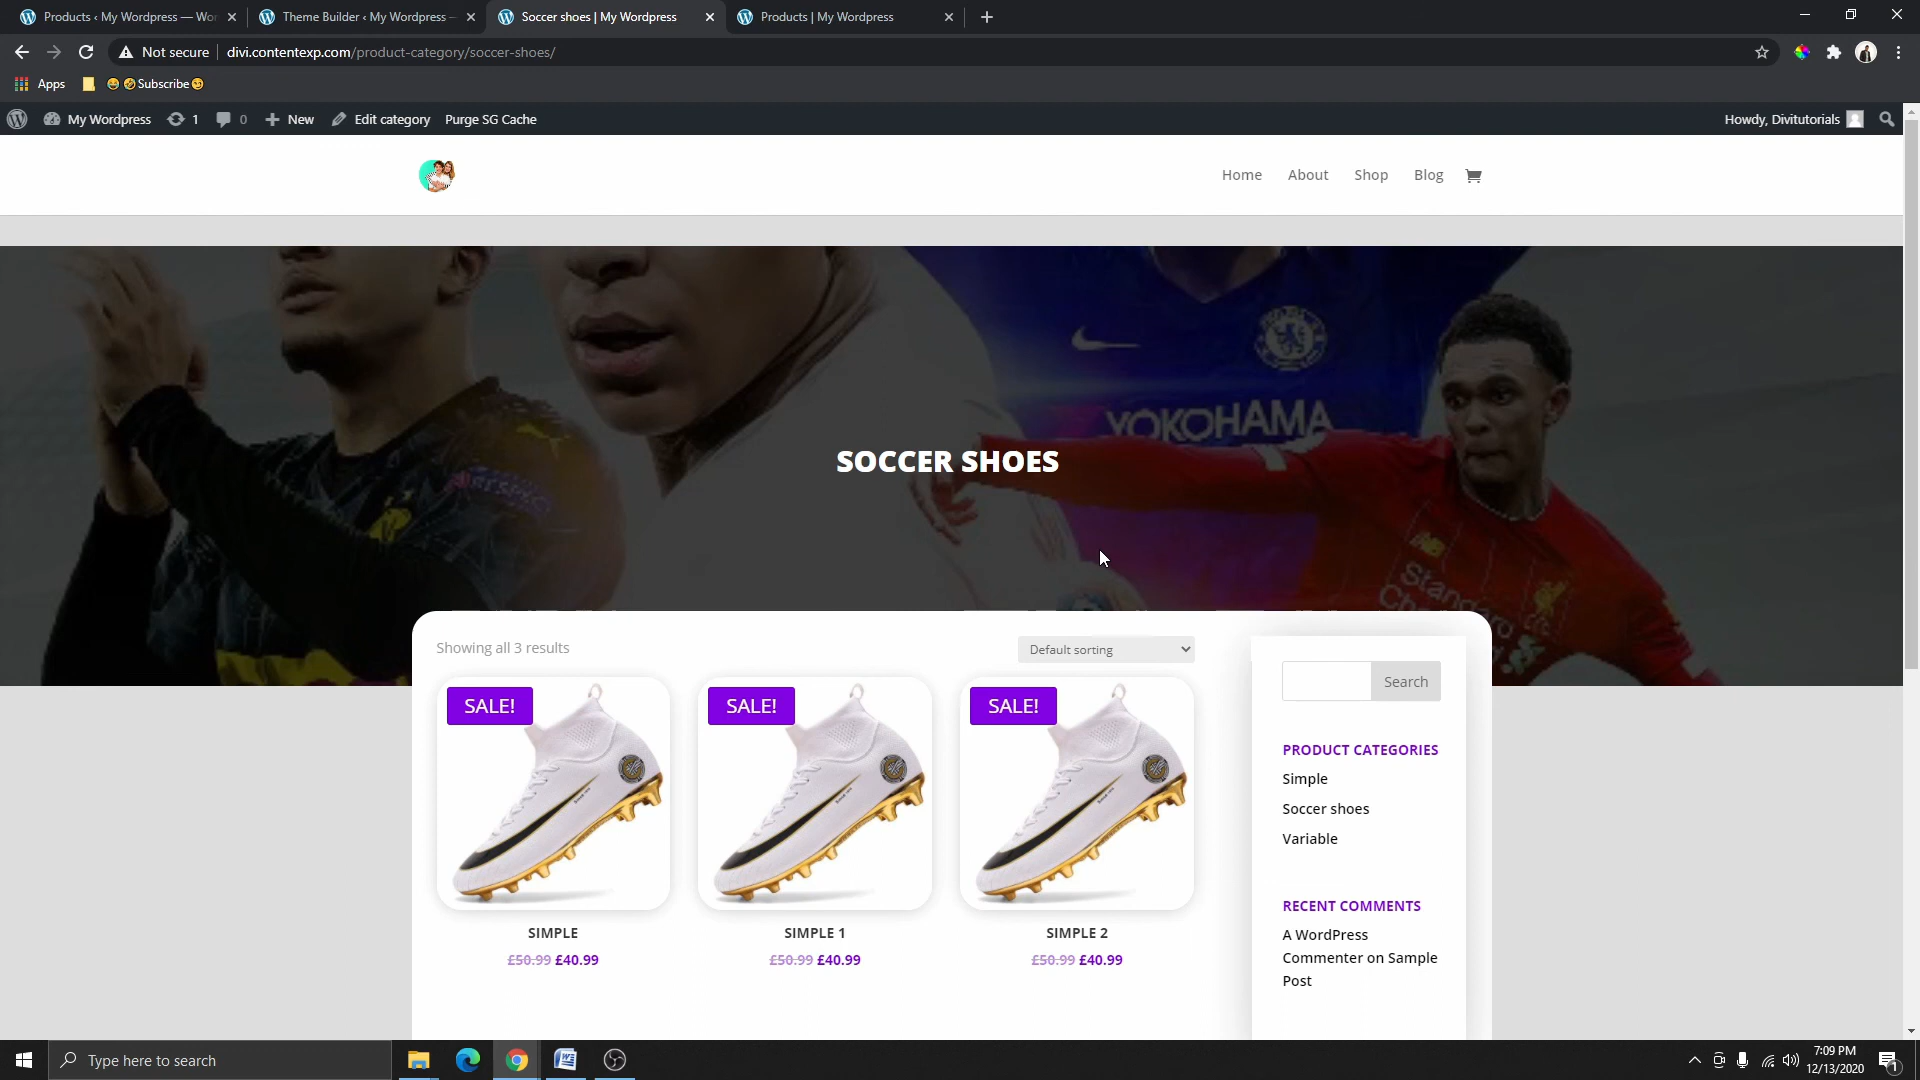 Products ‹ My Wordpress — Wor
Theme Builder ‹ My Wordpress —
Soccer shoes | My Wordpress
Products | My Wordpress
Not secure
divi.contentexp.com/product-category/soccer-shoes/
Apps
Subscribe
My Wordpress
1
0
New
Edit category
Purge SG Cache
Howdy, Divitutorials
Home
About
Shop
Blog
YOKOHAMA
Standard
SOCCER SHOES
Showing all 3 results
Default sorting
Search
SALE!
SALE!
SALE!
PRODUCT CATEGORIES
Simple
Soccer shoes
Variable
RECENT COMMENTS
A WordPress
Commenter on Sample
Post
SIMPLE
£50.99 £40.99
SIMPLE 1
£50.99 £40.99
SIMPLE 2
£50.99 £40.99
Type here to search
7:09 PM
12/13/2020
1